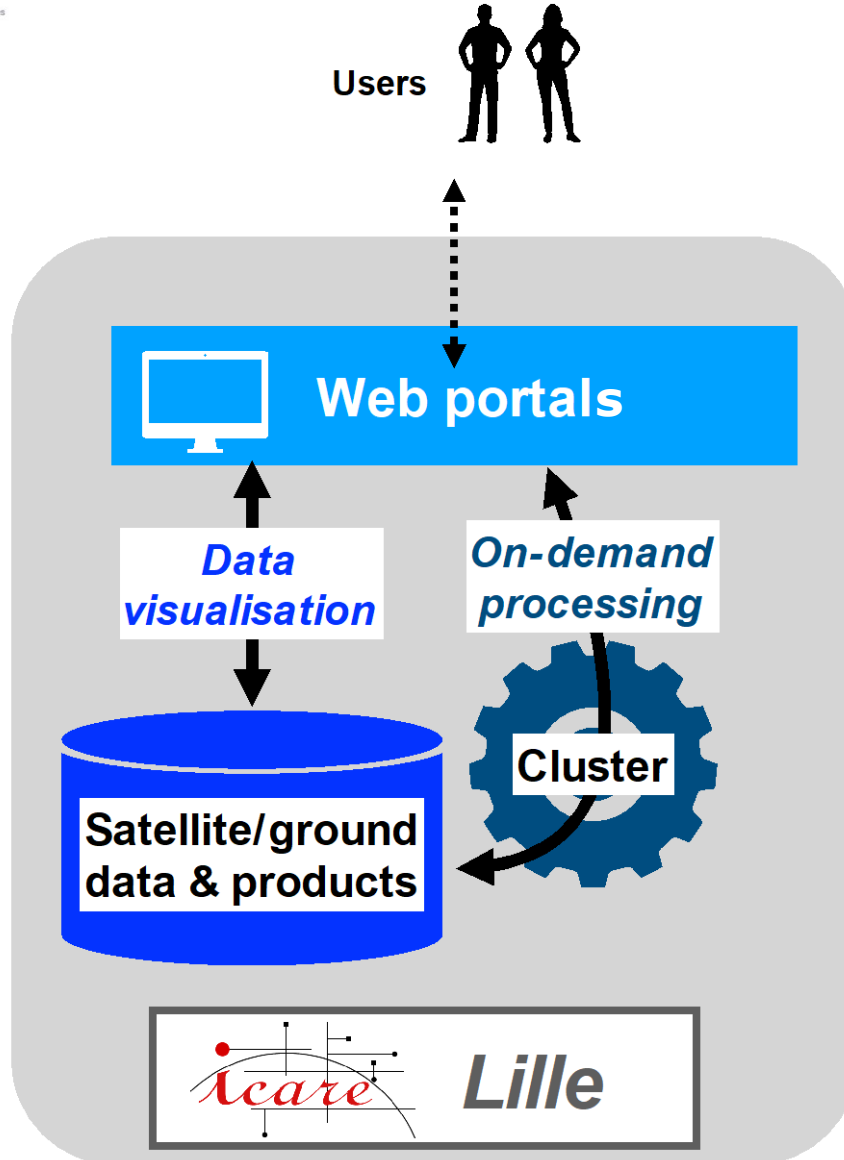 Users
Web portals
Data
visualisation
On-demand
processing
Cluster
Satellite/ground
data & products
icare
Lille